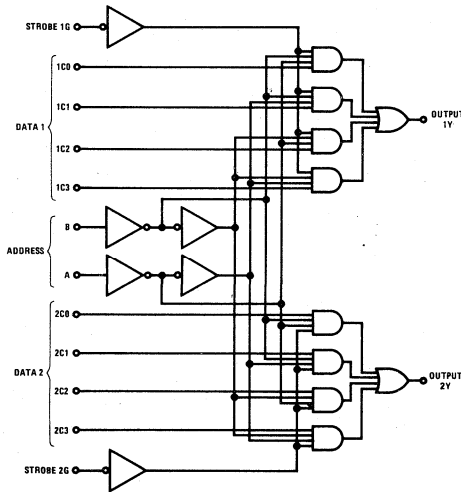 STROBE 1G
1C0
1C1
DATA 1
1C2
1C3
OUTPUT
1Y
B
ADDRESS
A
2C0
2C1
DATA 2
2C2
2C3
OUTPUT
2Y
STROBE 2G